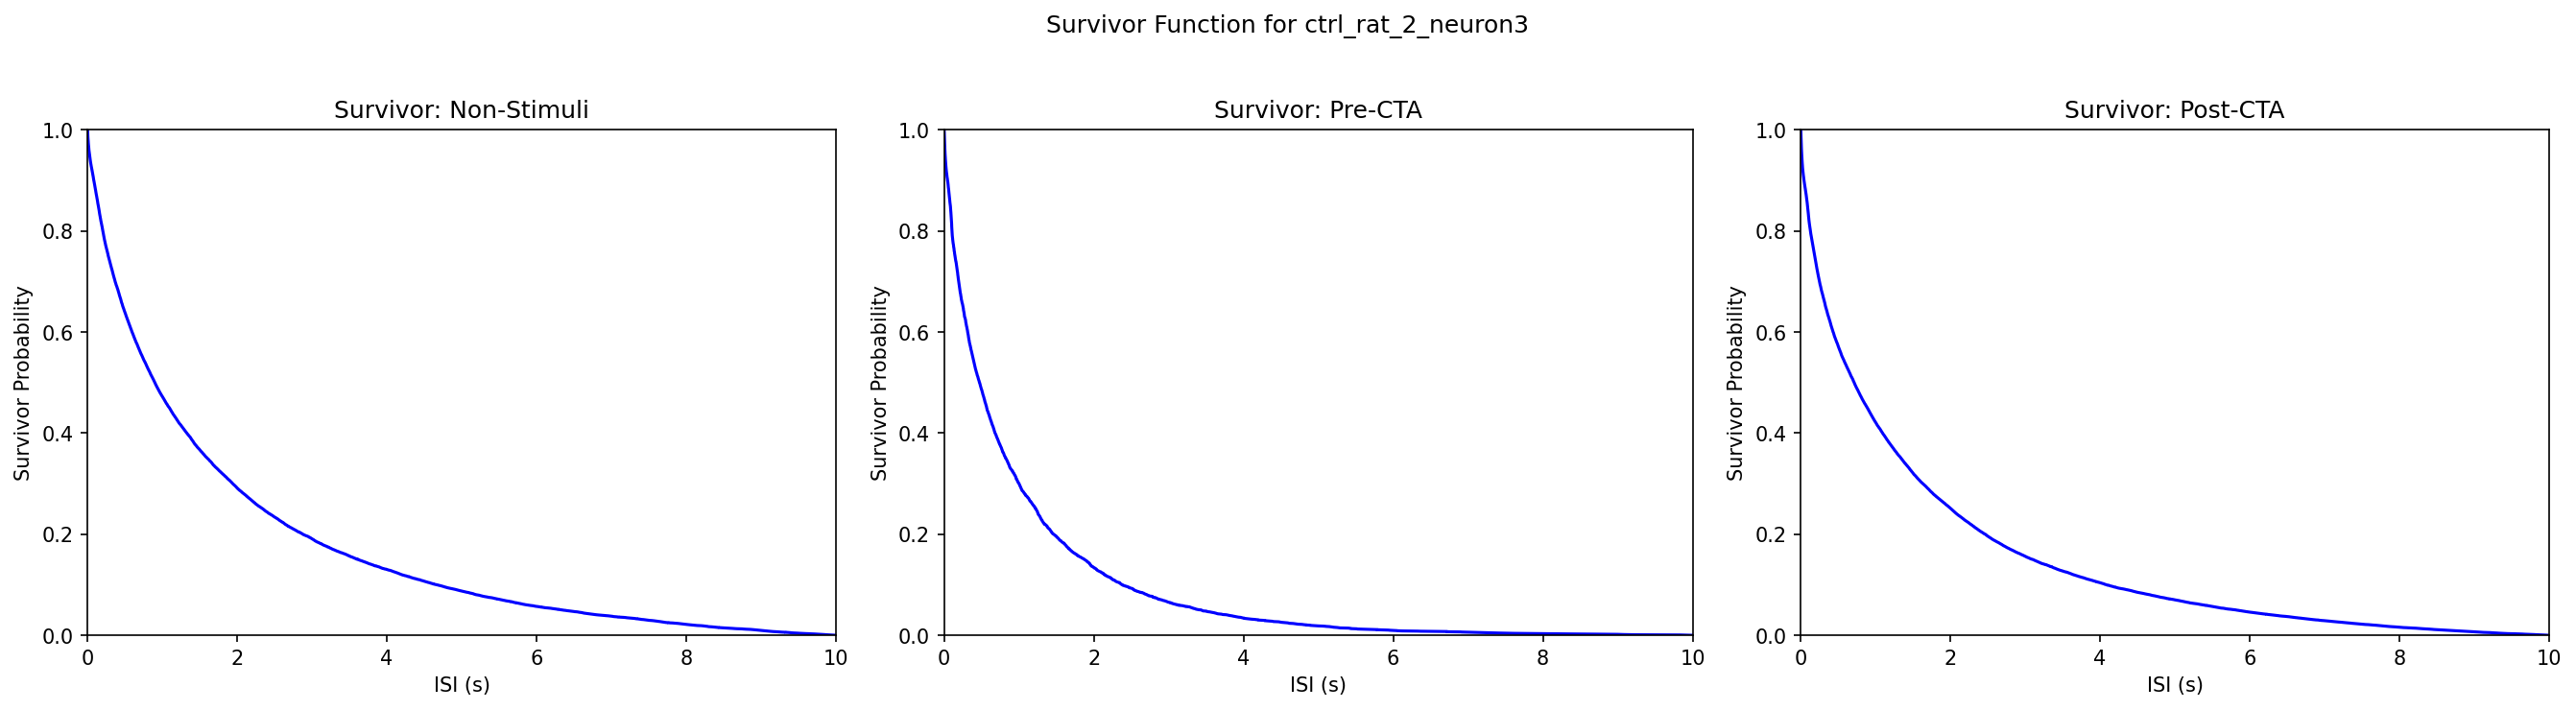 Survivor Function for ctrl_rat_2_neuron3
Survivor: Non-Stimuli
Survivor Probability
1.0
0.8
0.6
0.4
0.2
0.0
0 2 4 6 8 10
ISI (s)
Survivor: Pre-CTA
Survivor Probability
1.0
0.8
0.6
0.4
0.2
0.0
0 2 4 6 8 10
ISI (s)
Survivor: Post-CTA
Survivor Probability
1.0
0.8
0.6
0.4
0.2
0.0
0 2 4 6 8 10
ISI (s)